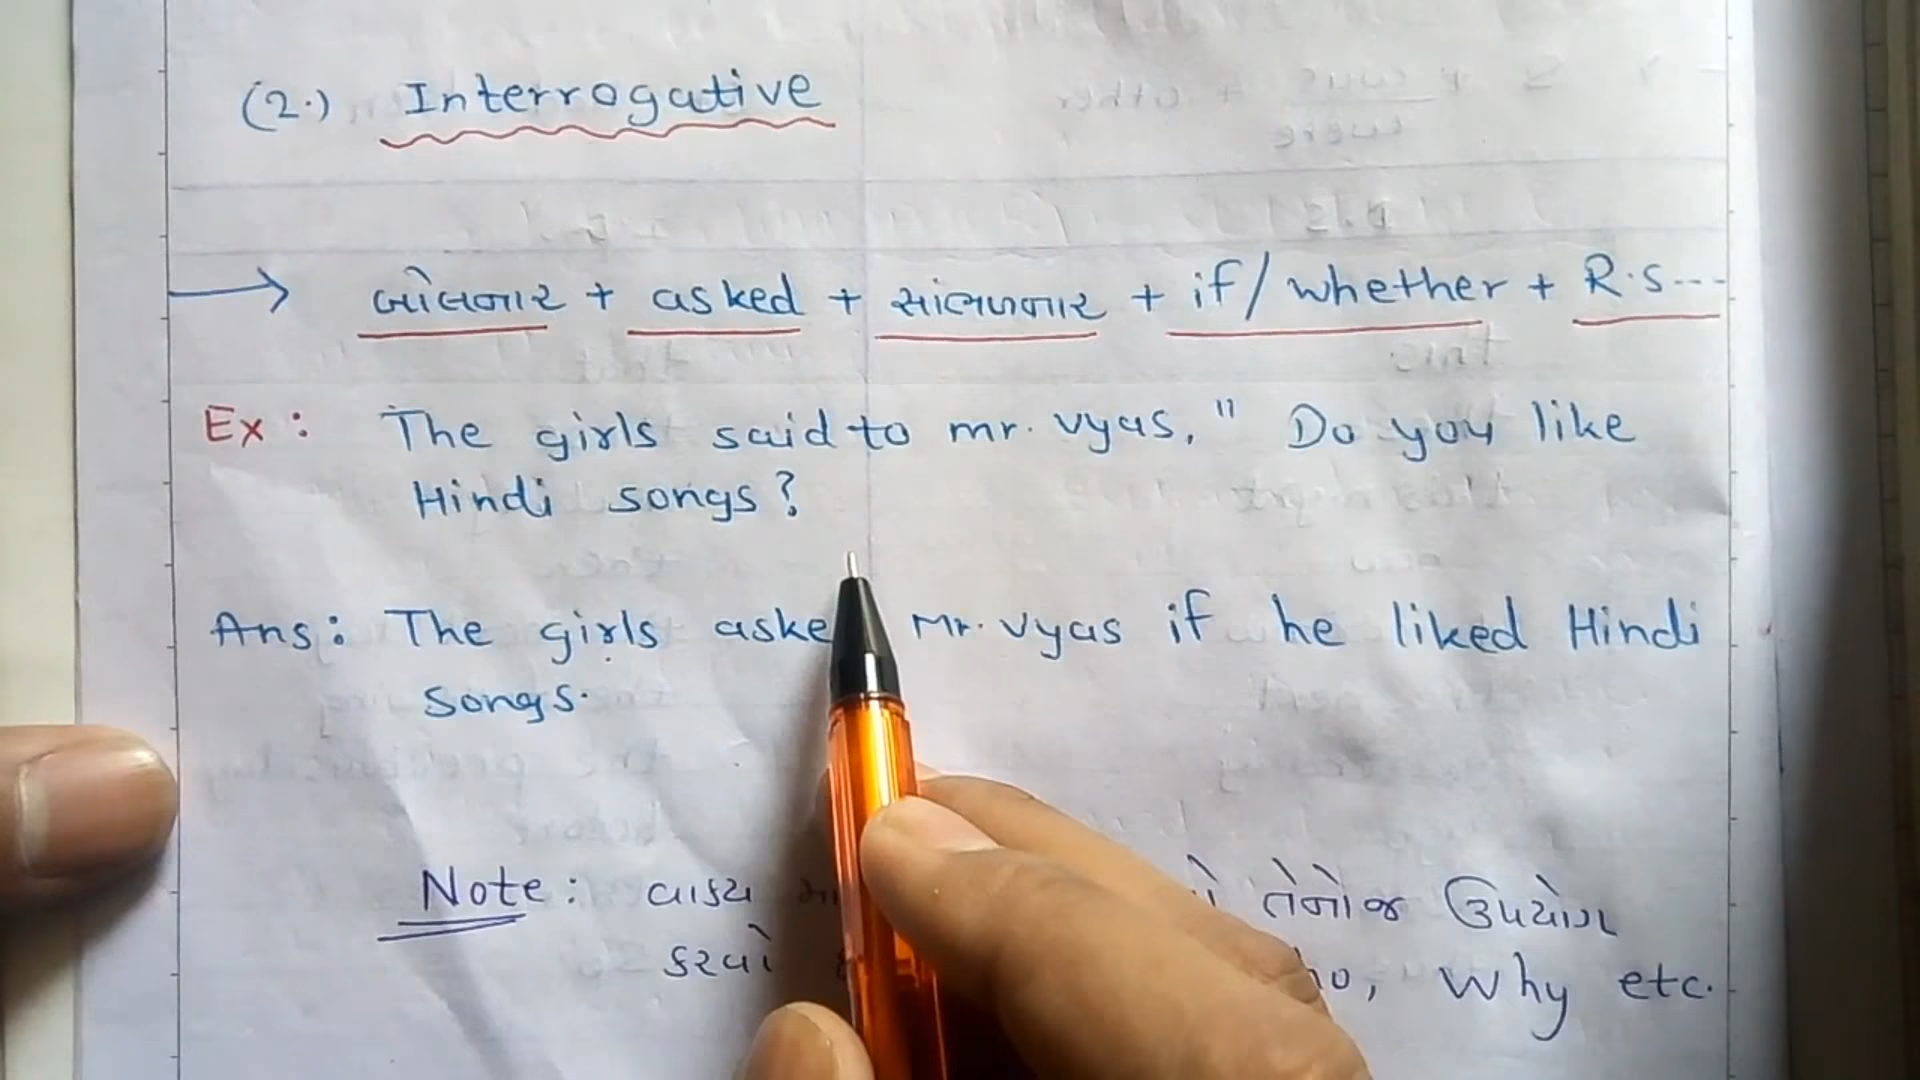 (2.) Interrogative
→ બોલનાર + asked + સાંભળનાર + if/whether + R.S...
Ex: The girls said to mr. vyas, " Do you like
Hindi songs?
Ans: The girls aske Mr. vyas if he liked Hindi
songs.
Note: વાક્ય તેનોજ ઉપયોગ
કરવો Why etc.